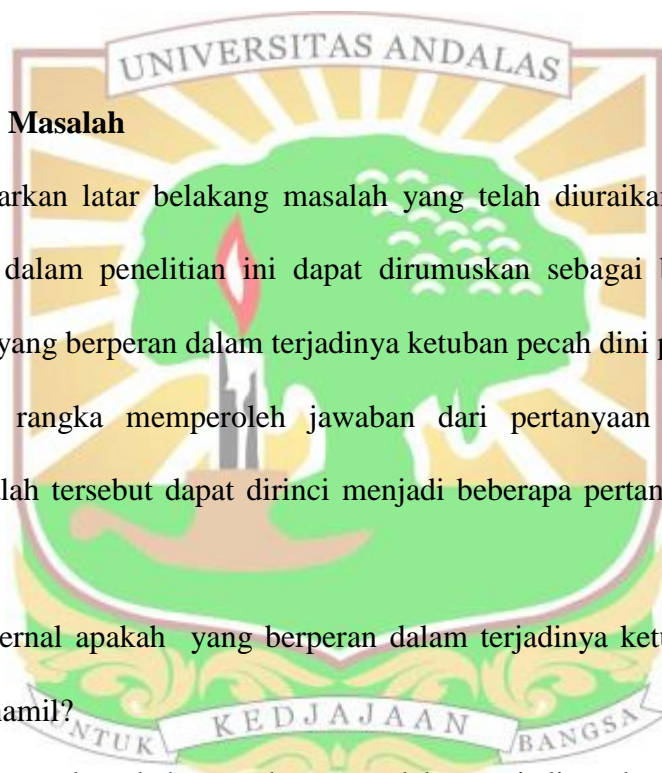 UNIVERSITAS ANDALAS
Masalah
arkan latar belakang masalah yang telah diuraikan
dalam penelitian ini dapat dirumuskan sebagai
yang berperan dalam terjadinya ketuban pecah dini p
rangka memperoleh jawaban dari pertanyaan
lah tersebut dapat dirinci menjadi beberapa pertan
ernal apakah yang berperan dalam terjadinya ketu
hamil?
UNTUK KEDJAJAAN BANGSA